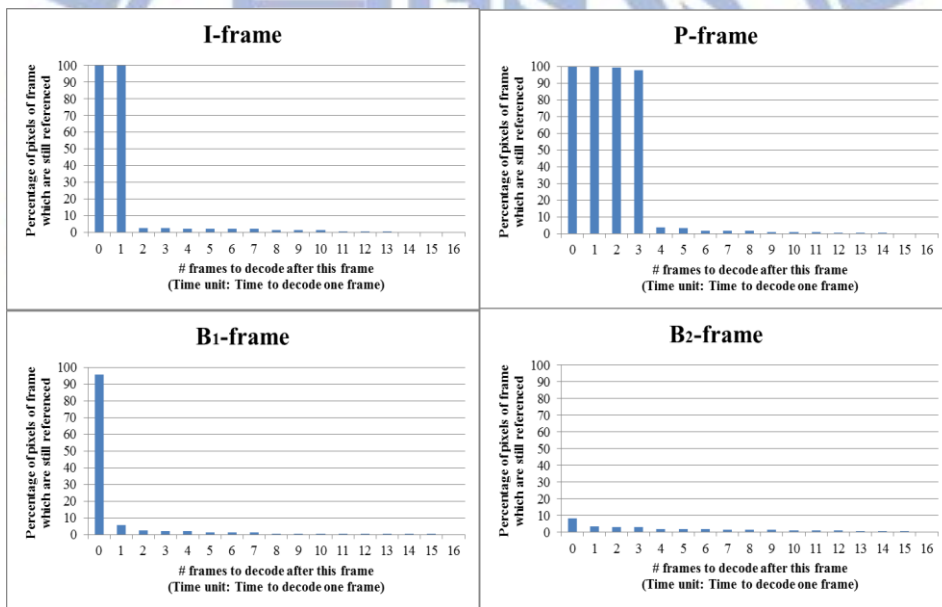 I-frame
Percentage of pixels of frame
which are still referenced
100
90
80
70
60
50
40
30
20
10
0
0 1 2 3 4 5 6 7 8 9 10 11 12 13 14 15 16
# frames to decode after this frame
(Time unit: Time to decode one frame)
P-frame
Percentage of pixels of frame
which are still referenced
100
90
80
70
60
50
40
30
20
10
0
0 1 2 3 4 5 6 7 8 9 10 11 12 13 14 15 16
# frames to decode after this frame
(Time unit: Time to decode one frame)
B1-frame
Percentage of pixels of frame
which are still referenced
100
90
80
70
60
50
40
30
20
10
0
0 1 2 3 4 5 6 7 8 9 10 11 12 13 14 15 16
# frames to decode after this frame
(Time unit: Time to decode one frame)
B2-frame
Percentage of pixels of frame
which are still referenced
100
90
80
70
60
50
40
30
20
10
0
0 1 2 3 4 5 6 7 8 9 10 11 12 13 14 15 16
# frames to decode after this frame
(Time unit: Time to decode one frame)